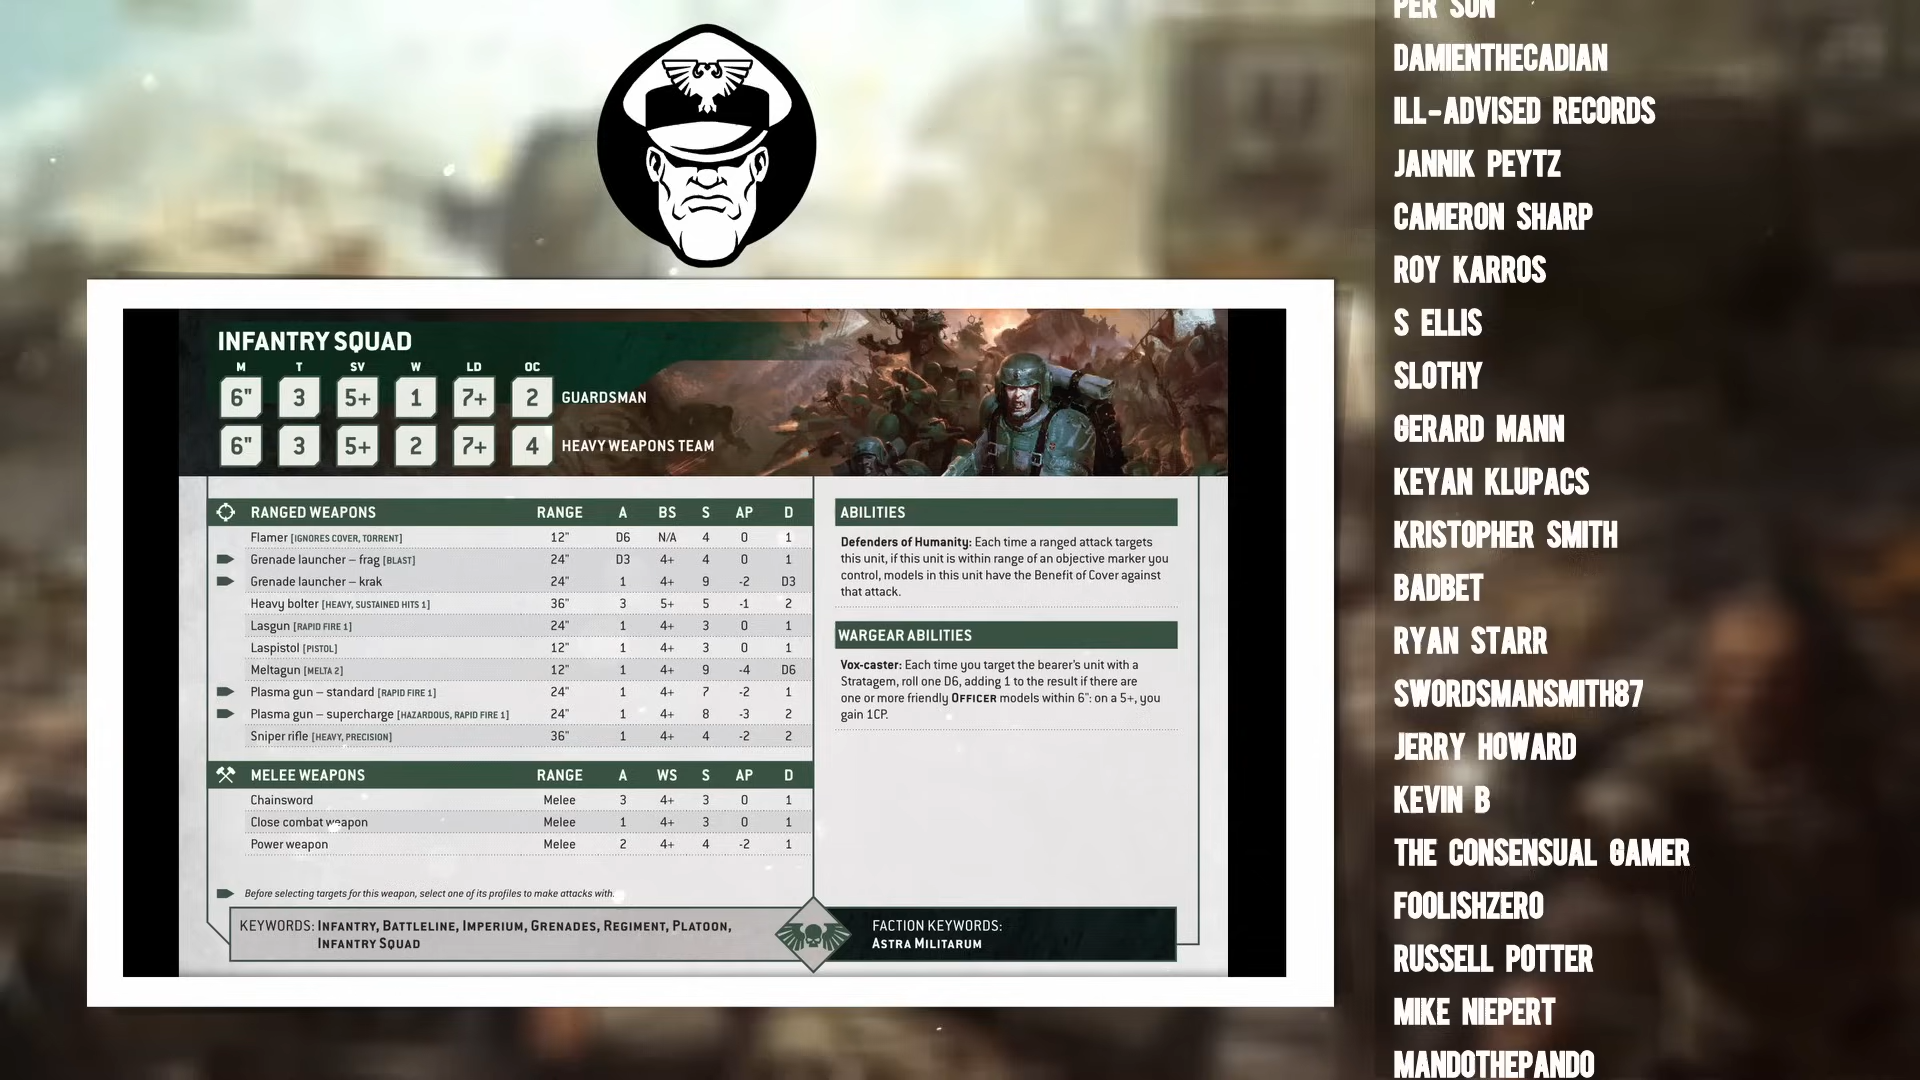 INFANTRY SQUAD
M T SV W LD OC
6" 3 5+ 1 7+ 2 GUARDSMAN
6" 3 5+ 2 7+ 4 HEAVY WEAPONS TEAM
RANGED WEAPONS RANGE A BS S AP D
Flamer [IGNORES COVER, TORRENT] 12" D6 N/A 4 0 1
Grenade launcher – frag [BLAST] 24" D3 4+ 4 0 1
Grenade launcher – krak 24" 1 4+ 9 -2 D3
Heavy bolter [HEAVY, SUSTAINED HITS 1] 36" 3 5+ 5 -1 2
Lasgun [RAPID FIRE 1] 24" 1 4+ 3 0 1
Laspistol [PISTOL] 12" 1 4+ 3 0 1
Meltagun [MELTA 2] 12" 1 4+ 9 -4 D6
Plasma gun – standard [RAPID FIRE 1] 24" 1 4+ 7 -2 1
Plasma gun – supercharge [HAZARDOUS, RAPID FIRE 1] 24" 1 4+ 8 -3 2
Sniper rifle [HEAVY, PRECISION] 36" 1 4+ 4 -2 2
MELEE WEAPONS RANGE A WS S AP D
Chainsword Melee 3 4+ 3 0 1
Close combat weapon Melee 1 4+ 3 0 1
Power weapon Melee 2 4+ 4 -2 1
Before selecting targets for this weapon, select one of its profiles to make attacks with.
KEYWORDS: INFANTRY, BATTLELINE, IMPERIUM, GRENADES, REGIMENT, PLATOON,
INFANTRY SQUAD
ABILITIES
Defenders of Humanity: Each time a ranged attack targets
this unit, if this unit is within range of an objective marker you
control, models in this unit have the Benefit of Cover against
that attack.
WARGEAR ABILITIES
Vox-caster: Each time you target the bearer's unit with a
Stratagem, roll one D6, adding 1 to the result if there are
one or more friendly OFFICER models within 6": on a 5+, you
gain 1CP.
FACTION KEYWORDS:
ASTRA MILITARUM
PER SON
DAMIENTHECADIAN
ILL-ADVISED RECORDS
JANNIK PEYTZ
CAMERON SHARP
ROY KARROS
S ELLIS
SLOTHY
GERARD MANN
KEYAN KLUPACS
KRISTOPHER SMITH
BADBET
RYAN STARR
SWORDSMANSMITH87
JERRY HOWARD
KEVIN B
THE CONSENSUAL GAMER
FOOLISHZERO
RUSSELL POTTER
MIKE NIEPERT
MANDOTHEPANDO